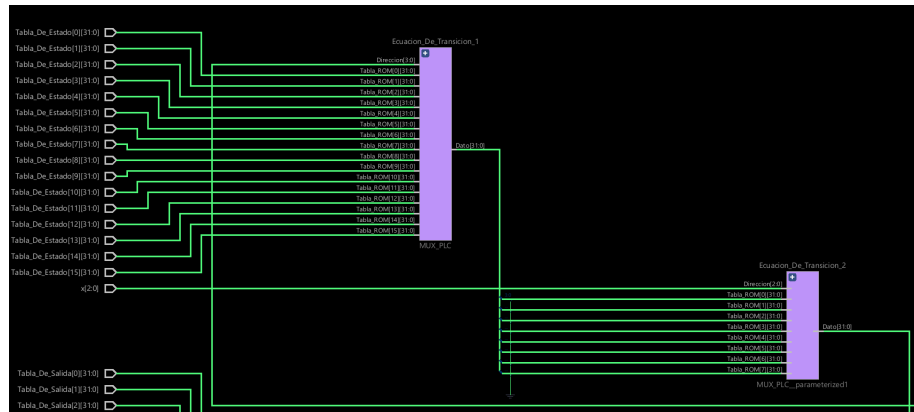 Tabla_De_Estado[0][31:0]
Tabla_De_Estado[1][31:0]
Tabla_De_Estado[2][31:0]
Tabla_De_Estado[3][31:0]
Tabla_De_Estado[4][31:0]
Tabla_De_Estado[5][31:0]
Tabla_De_Estado[6][31:0]
Tabla_De_Estado[7][31:0]
Tabla_De_Estado[8][31:0]
Tabla_De_Estado[9][31:0]
Tabla_De_Estado[10][31:0]
Tabla_De_Estado[11][31:0]
Tabla_De_Estado[12][31:0]
Tabla_De_Estado[13][31:0]
Tabla_De_Estado[14][31:0]
Tabla_De_Estado[15][31:0]
x[2:0]
Tabla_De_Salida[0][31:0]
Tabla_De_Salida[1][31:0]
Tabla_De_Salida[2][31:0]
Ecuacion_De_Transicion_1
Direccion[3:0]
Tabla_ROM[0][31:0]
Tabla_ROM[1][31:0]
Tabla_ROM[2][31:0]
Tabla_ROM[3][31:0]
Tabla_ROM[4][31:0]
Tabla_ROM[5][31:0]
Tabla_ROM[6][31:0]
Tabla_ROM[7][31:0]
Tabla_ROM[8][31:0]
Tabla_ROM[9][31:0]
Tabla_ROM[10][31:0]
Tabla_ROM[11][31:0]
Tabla_ROM[12][31:0]
Tabla_ROM[13][31:0]
Tabla_ROM[14][31:0]
Tabla_ROM[15][31:0]
Dato[31:0]
MUX_PLC
Ecuacion_De_Transicion_2
Direccion[2:0]
Tabla_ROM[0][31:0]
Tabla_ROM[1][31:0]
Tabla_ROM[2][31:0]
Tabla_ROM[3][31:0]
Tabla_ROM[4][31:0]
Tabla_ROM[5][31:0]
Tabla_ROM[6][31:0]
Tabla_ROM[7][31:0]
Dato[31:0]
MUX_PLC__parameterized1